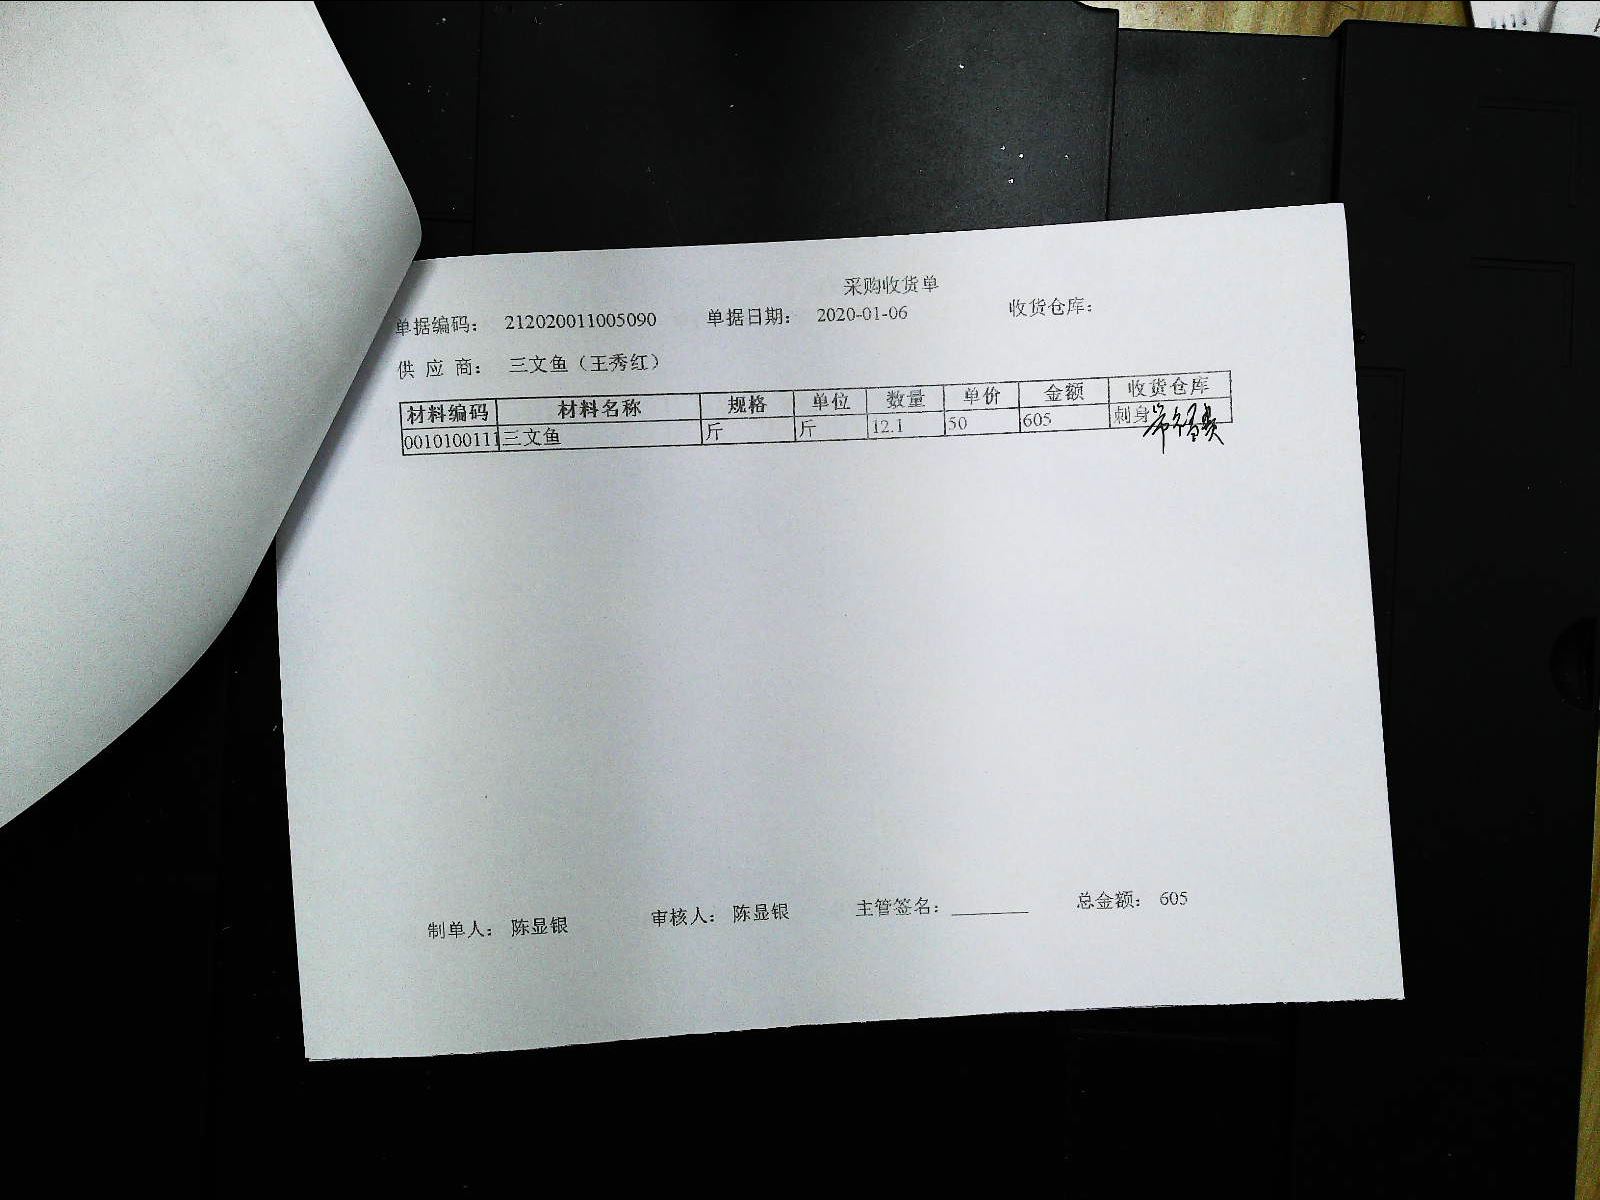 采购收货单
单据编码： 212020011005090 单据日期： 2020-01-06 收货仓库：
供 应 商： 三文鱼（王秀红）
材料编码 材料名称 规格 单位 数量 单价 金额 收货仓库
0010100111 三文鱼 斤 斤 12.1 50 605 刺身
制单人： 陈显银 审核人： 陈显银 主管签名： ________ 总金额： 605